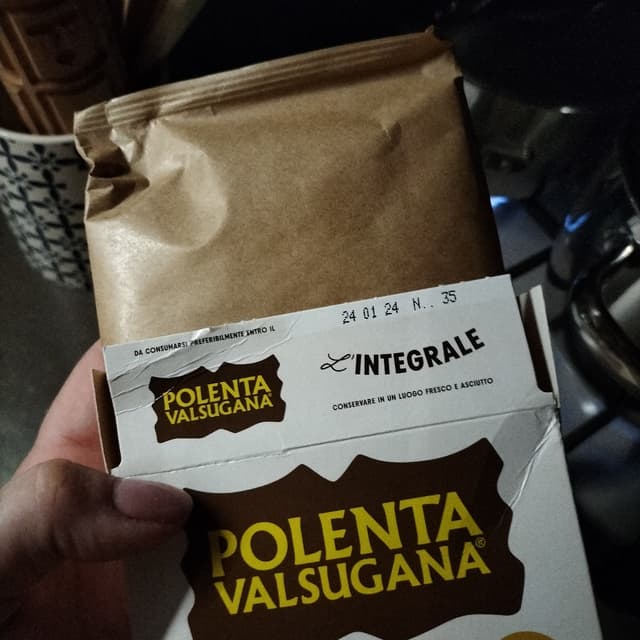 DA CONSUMARSI PREFERIBILMENTE ENTRO IL
24 01 24 N.. 35
POLENTA
VALSUGANA®
L'INTEGRALE
CONSERVARE IN UN LUOGO FRESCO E ASCIUTTO
POLENTA
VALSUGANA®